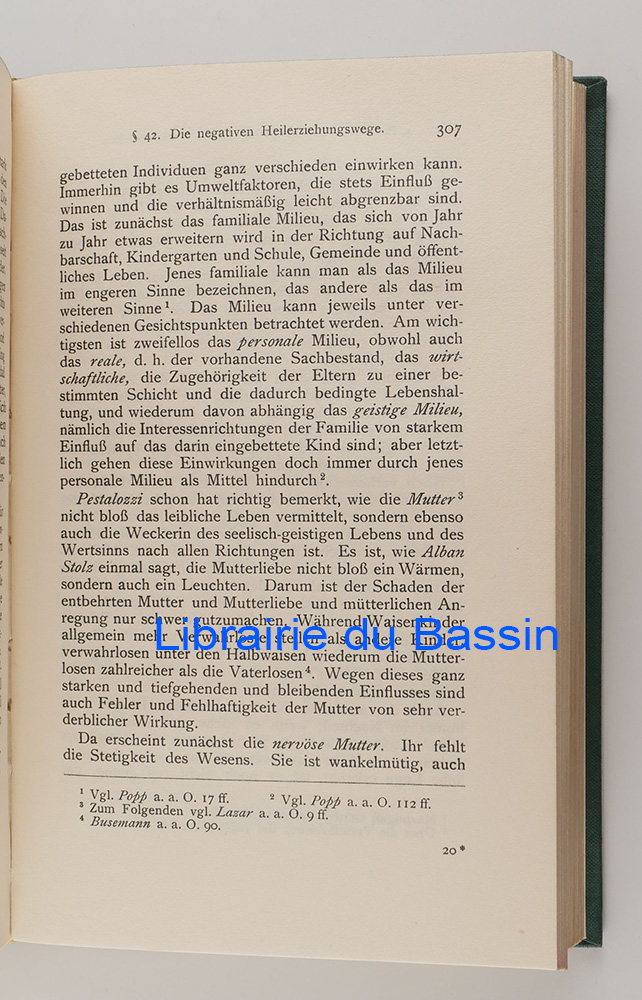 § 42. Die negativen Heilerziehungswege. 307
gebetteten Individuen ganz verschieden einwirken kann.
Immerhin gibt es Umweltfaktoren, die stets Einfluß ge-
winnen und die verhältnismäßig leicht abgrenzbar sind.
Das ist zunächst das familiale Milieu, das sich von Jahr
zu Jahr etwas erweitern wird in der Richtung auf Nach-
barschaft, Kindergarten und Schule, Gemeinde und öffent-
liches Leben. Jenes familiale kann man als das Milieu
im engeren Sinne bezeichnen, das andere als das im
weiteren Sinne¹. Das Milieu kann jeweils unter ver-
schiedenen Gesichtspunkten betrachtet werden. Am wich-
tigsten ist zweifellos das personale Milieu, obwohl auch
das reale, d. h. der vorhandene Sachbestand, das wirt-
schaftliche, die Zugehörigkeit der Eltern zu einer be-
stimmten Schicht und die dadurch bedingte Lebenshal-
tung, und wiederum davon abhängig das geistige Milieu,
nämlich die Interessenrichtungen der Familie von starkem
Einfluß auf das darin eingebettete Kind sind; aber letzt-
lich gehen diese Einwirkungen doch immer durch jenes
personale Milieu als Mittel hindurch².
Pestalozzi schon hat richtig bemerkt, wie die Mutter³
nicht bloß das leibliche Leben vermittelt, sondern ebenso
auch die Weckerin des seelisch-geistigen Lebens und des
Wertsinns nach allen Richtungen ist. Es ist, wie Alban
Stolz einmal sagt, die Mutterliebe nicht bloß ein Wärmen,
sondern auch ein Leuchten. Darum ist der Schaden der
entbehrten Mutter und Mutterliebe und mütterlichen An-
regung nur schwer gutzumachen. Während Waisenkinder
allgemein mehr Verwahrloste stellen als andere Kinder,
verwahrlosen unter den Halbwaisen wiederum die Mutter-
losen zahlreicher als die Vaterlosen⁴. Wegen dieses ganz
starken und tiefgehenden und bleibenden Einflusses sind
auch Fehler und Fehlhaftigkeit der Mutter von sehr ver-
derblicher Wirkung.
Da erscheint zunächst die nervöse Mutter. Ihr fehlt
die Stetigkeit des Wesens. Sie ist wankelmütig, auch
¹ Vgl. Popp a. a. O. 17 ff. ² Vgl. Popp a. a. O. 112 ff.
³ Zum Folgenden vgl. Lazar a. a. O. 9 ff.
⁴ Busemann a. a. O. 90.
20*
Librairie du Bassin